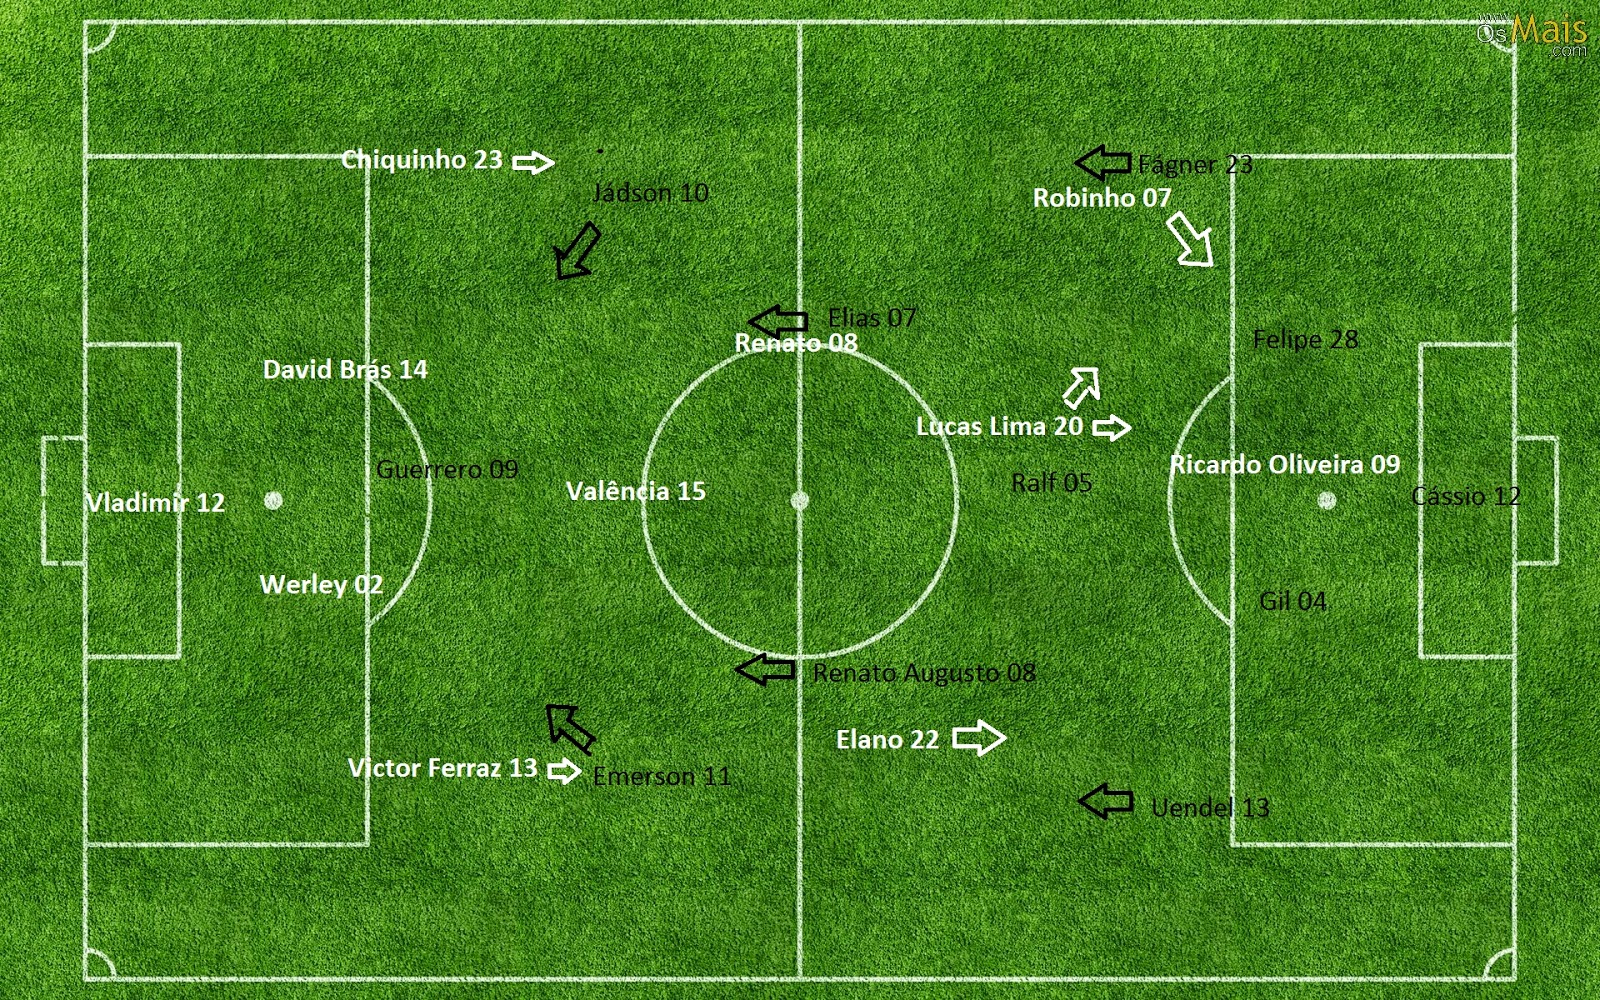 www.
Os Mais
.com
Chiquinho 23
Fágner 23
Jádson 10
Robinho 07
Elias 07
Renato 08
Felipe 28
David Brás 14
Lucas Lima 20
Guerrero 09
Ricardo Oliveira 09
Ralf 05
Valência 15
Cássio 12
Vladimir 12
Werley 02
Gil 04
Renato Augusto 08
Elano 22
Victor Ferraz 13
Emerson 11
Uendel 13